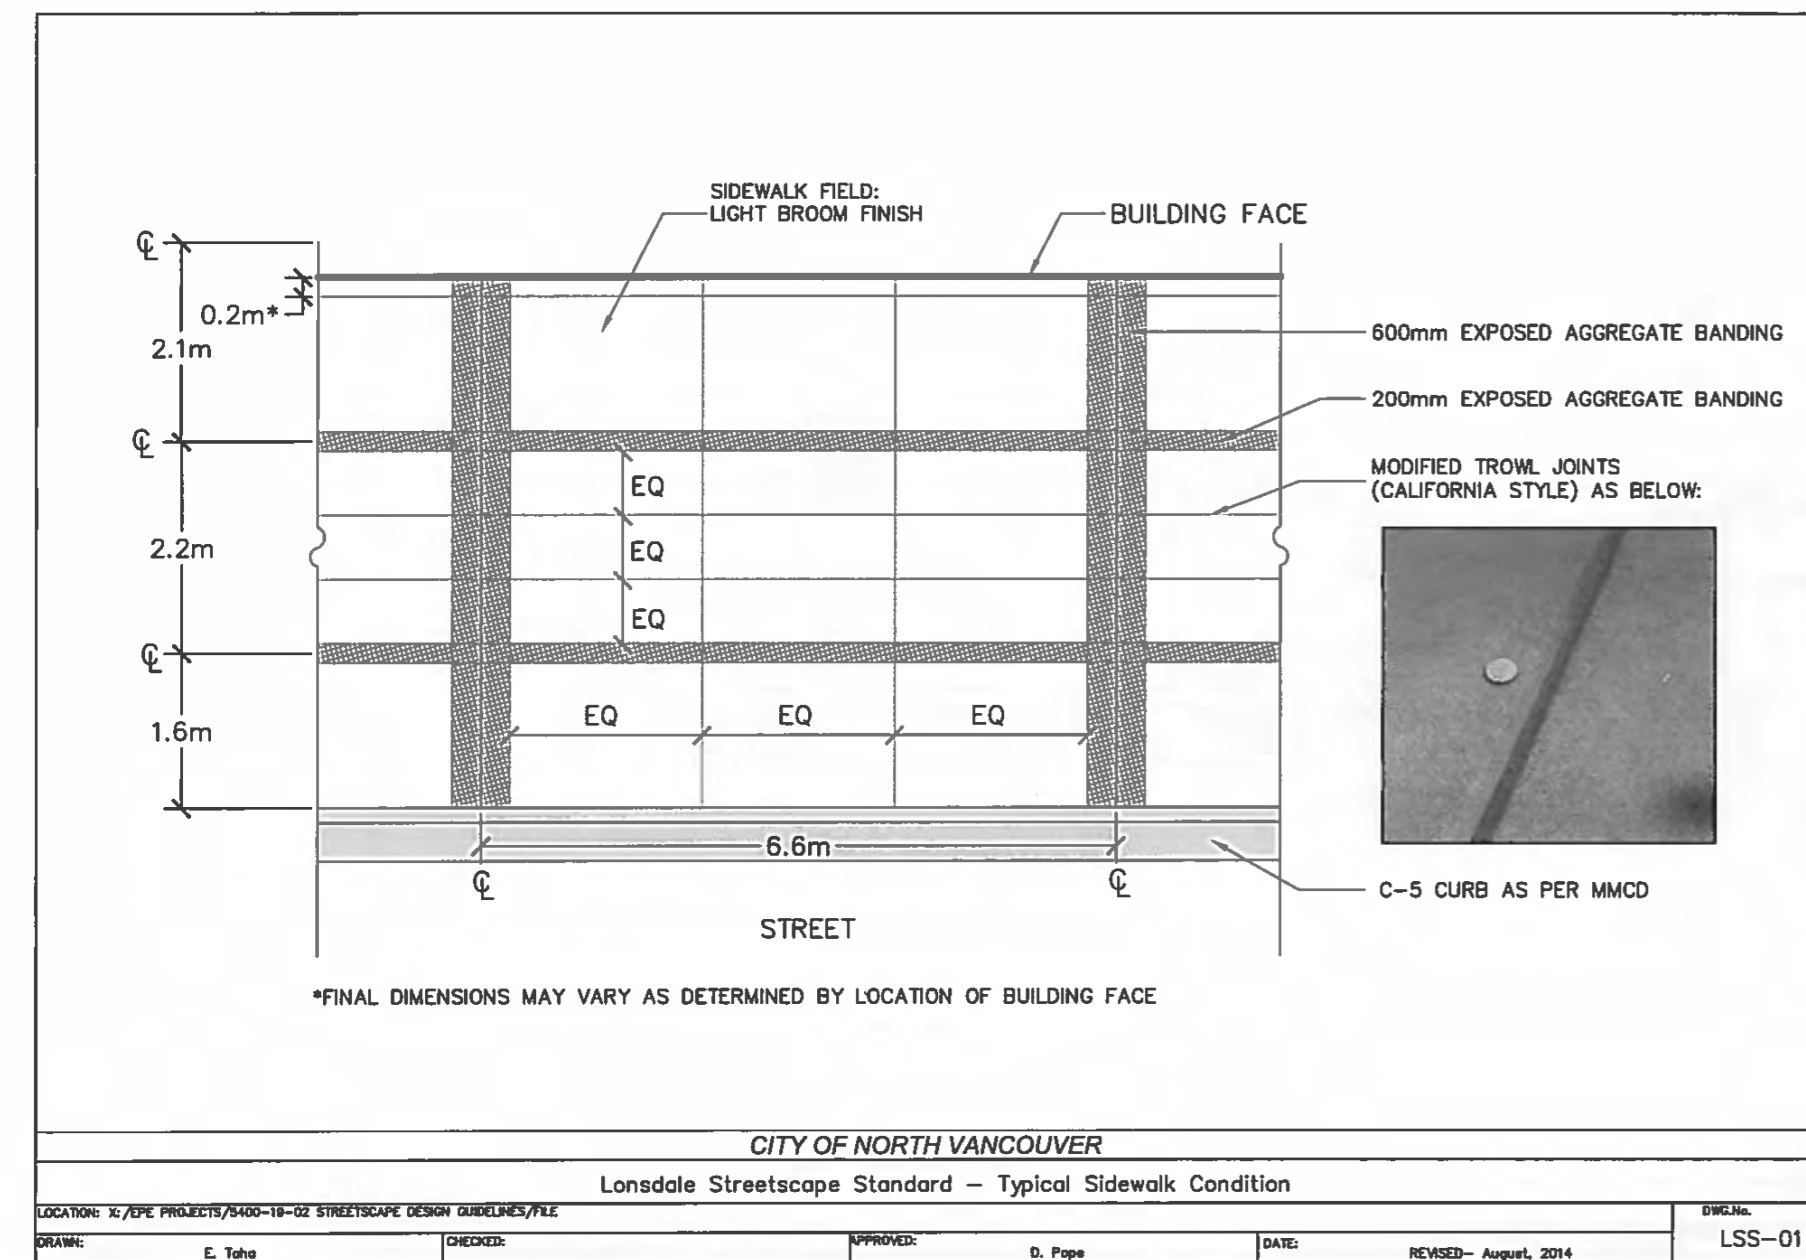 SIDEWALK FIELD:
LIGHT BROOM FINISH
BUILDING FACE
℄
0.2m*
2.1m
600mm EXPOSED AGGREGATE BANDING
200mm EXPOSED AGGREGATE BANDING
℄
MODIFIED TROWL JOINTS
(CALIFORNIA STYLE) AS BELOW:
EQ
2.2m
EQ
EQ
℄
EQ EQ EQ
1.6m
6.6m
℄ ℄
C-5 CURB AS PER MMCD
STREET
*FINAL DIMENSIONS MAY VARY AS DETERMINED BY LOCATION OF BUILDING FACE
CITY OF NORTH VANCOUVER
Lonsdale Streetscape Standard – Typical Sidewalk Condition
LOCATION: X:/EPE PROJECTS/5400-19-02 STREETSCAPE DESIGN GUIDELINES/FILE
DWG.No.
LSS-01
DRAWN: E. Taha CHECKED: APPROVED: D. Pope DATE: REVISED- August, 2014